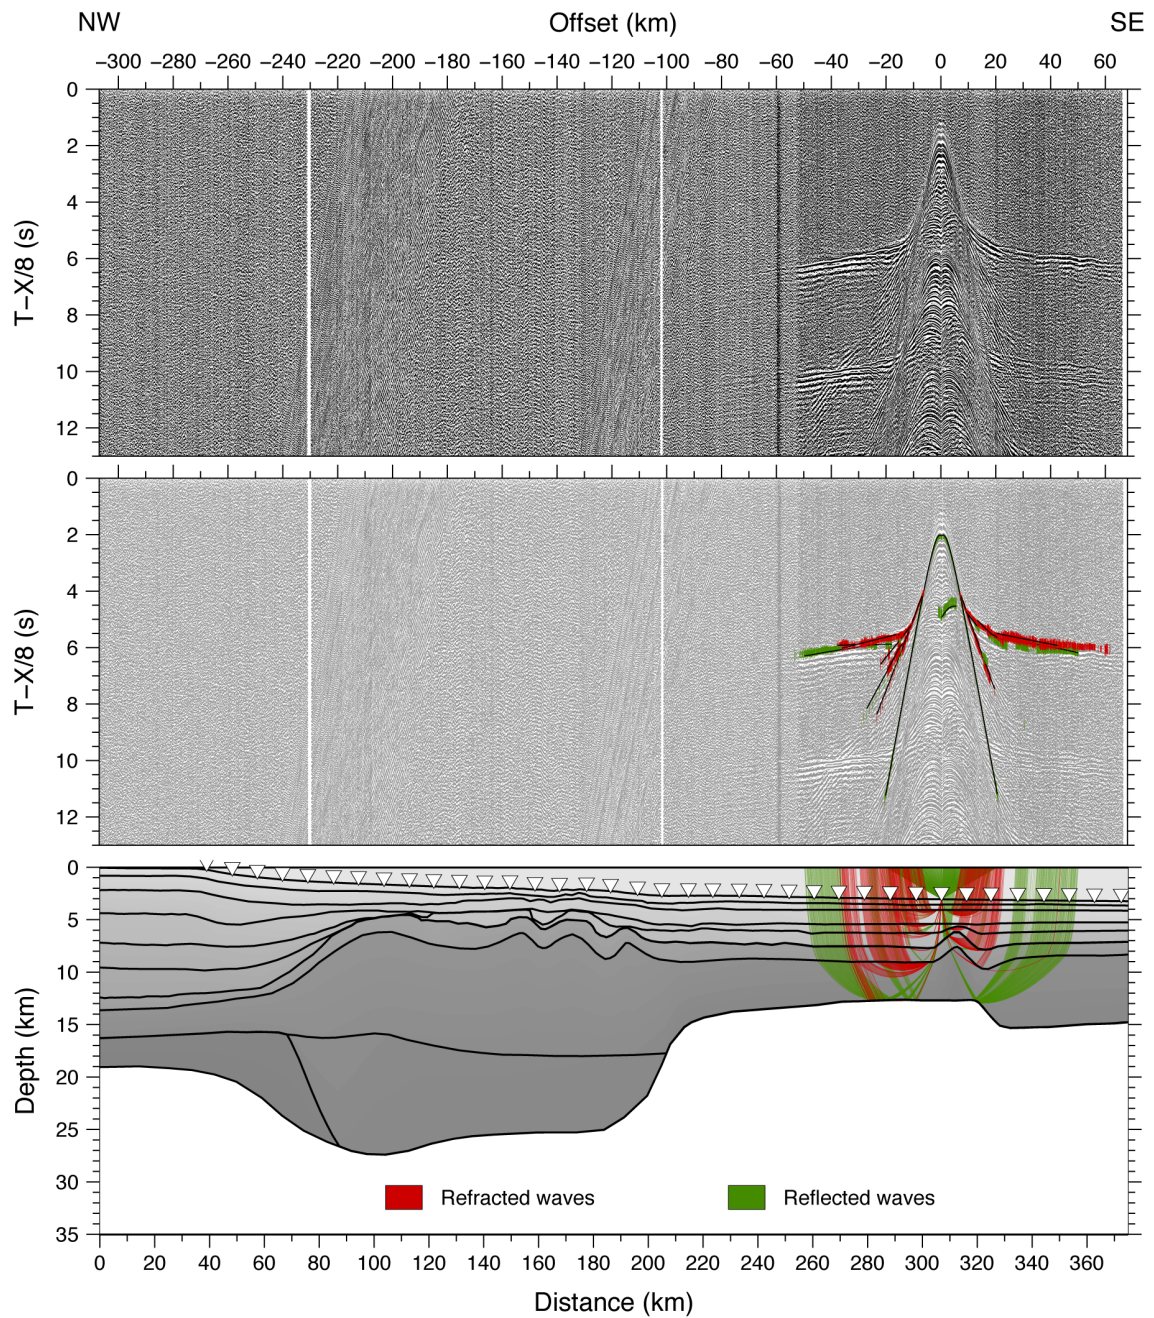 NW Offset (km) SE
−300 −280 −260 −240 −220 −200 −180 −160 −140 −120 −100 −80 −60 −40 −20 0 20 40 60
0
2
4
6
8
10
12
T−X/8 (s)
0
2
4
6
8
10
12
T−X/8 (s)
0
5
10
15
20
25
30
35
Depth (km)
Refracted waves Reflected waves
0 20 40 60 80 100 120 140 160 180 200 220 240 260 280 300 320 340 360
Distance (km)